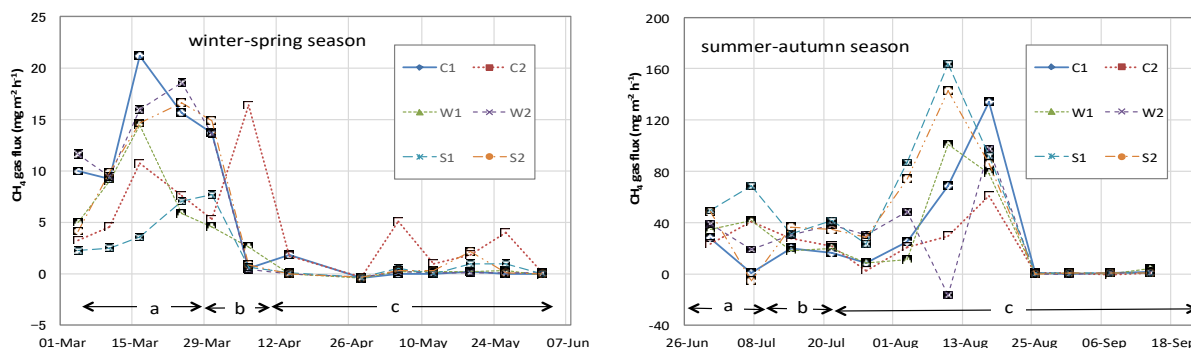 winter-spring season
CH₄ gas flux (mg m⁻² h⁻¹)
25
20
15
10
5
0
−5
C1 C2
W1 W2
S1 S2
a b c
01-Mar 15-Mar 29-Mar 12-Apr 26-Apr 10-May 24-May 07-Jun
summer-autumn season
CH₄ gas flux (mg m⁻² h⁻¹)
200
160
120
80
40
0
-40
C1 C2
W1 W2
S1 S2
a b c
26-Jun 08-Jul 20-Jul 01-Aug 13-Aug 25-Aug 06-Sep 18-Sep